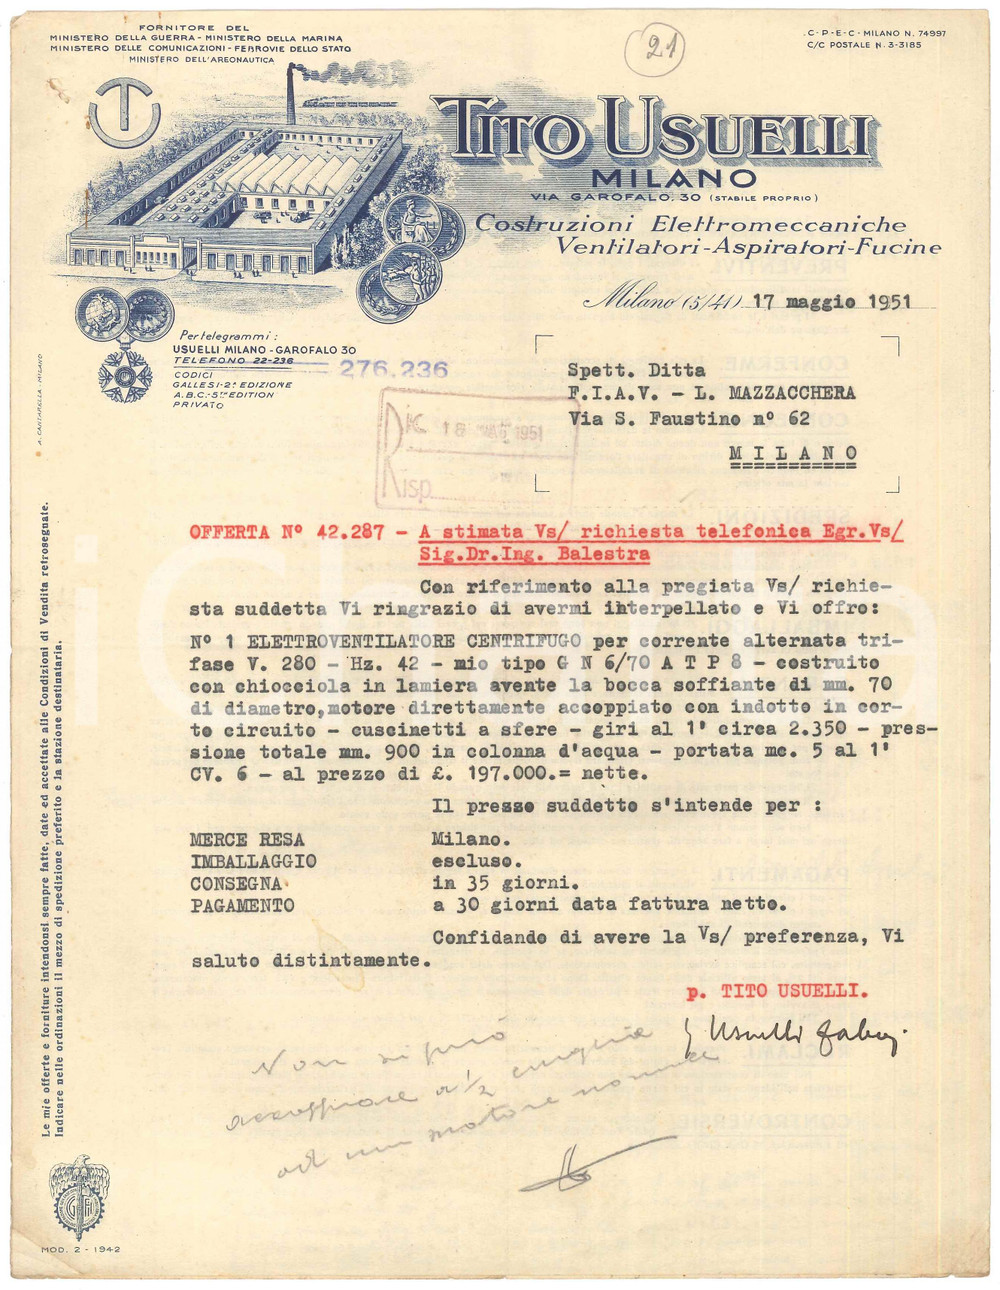 FORNITORE DEL
MINISTERO DELLA GUERRA - MINISTERO DELLA MARINA
MINISTERO DELLE COMUNICAZIONI - FERROVIE DELLO STATO
MINISTERO DELL'AREONAUTICA
21
C-P-E-C-MILANO N. 74997
C/C POSTALE N. 3-3185
TITO USUELLI
MILANO
VIA GAROFALO, 30 (STABILE PROPRIO)
Costruzioni Elettromeccaniche
Ventilatori-Aspiratori-Fucine
Milano (5/41) 17 maggio 1951
Per telegrammi:
USUELLI MILANO - GAROFALO 30
TELEFONO 22-236 276.236
CODICI
GALLESI-2ª EDIZIONE
A.B.C.-5TH EDITION
PRIVATO
A. CANTARELLA - MILANO
Spett. Ditta
F.I.A.V. - L. MAZZACCHERA
Via S. Faustino nº 62
MILANO
Ric. 18 MAG. 1951
Risp.
OFFERTA Nº 42.287 - A stimata Vs/ richiesta telefonica Egr.Vs/
Sig.Dr.Ing. Balestra
Con riferimento alla pregiata Vs/ richie-
sta suddetta Vi ringrazio di avermi interpellato e Vi offro:
Nº 1 ELETTROVENTILATORE CENTRIFUGO per corrente alternata tri-
fase V. 280 - Hz. 42 - mio tipo G N 6/70 A T P 8 - costruito
con chiocciola in lamiera avente la bocca soffiante di mm. 70
di diametro,motore direttamente accoppiato con indotto in cor-
to circuito - cuscinetti a sfere - giri al 1' circa 2.350 - pres-
sione totale mm. 900 in colonna d'acqua - portata mc. 5 al 1'
CV. 6 - al prezzo di £. 197.000.= nette.
Il prezzo suddetto s'intende per :
MERCE RESA Milano.
IMBALLAGGIO escluso.
CONSEGNA in 35 giorni.
PAGAMENTO a 30 giorni data fattura netto.
Confidando di avere la Vs/ preferenza, Vi
saluto distintamente.
p. TITO USUELLI.
Usuelli
Non si può
accoppiare a ½ cinghia
ad un motore normale
Le mie offerte e forniture intendonsi sempre fatte, date ed accettate alle Condizioni di Vendita retrosegnate.
Indicare nelle ordinazioni il mezzo di spedizione preferito e la stazione destinataria.
MOD. 2 - 1942